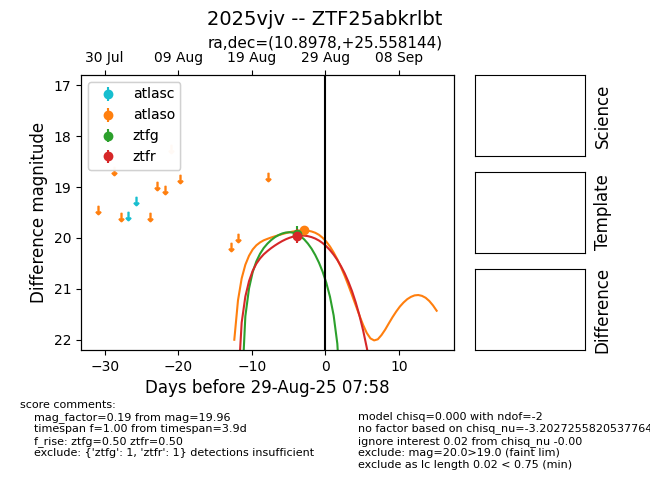 2025vjv -- ZTF25abkrlbt
ra,dec=(10.8978,+25.558144)
30 Jul 09 Aug 19 Aug 29 Aug 08 Sep
17
18
19
20
21
22
Difference magnitude
atlasc
atlaso
ztfg
ztfr
−30 −20 −10 0 10
Days before 29-Aug-25 07:58
Science
Template
Difference
score comments:
mag_factor=0.19 from mag=19.96
timespan f=1.00 from timespan=3.9d
f_rise: ztfg=0.50 ztfr=0.50
exclude: {'ztfg': 1, 'ztfr': 1} detections insufficient
model chisq=0.000 with ndof=-2
no factor based on chisq_nu=-3.2027255820537764
ignore interest 0.02 from chisq_nu -0.00
exclude: mag=20.0>19.0 (faint lim)
exclude as lc length 0.02 < 0.75 (min)